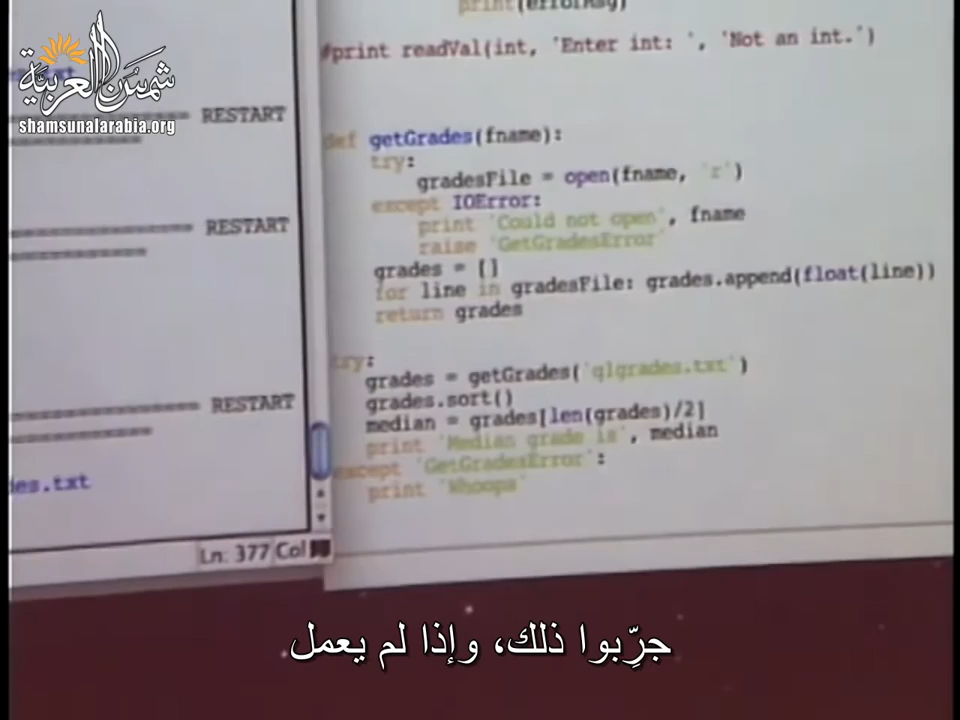 شمس العربية
shamsunalarabia.org
RESTART
RESTART
RESTART
des.txt
Ln: 377 Col
print(errorMsg)
#print readVal(int, 'Enter int: ', 'Not an int.')
def getGrades(fname):
try:
gradesFile = open(fname, 'r')
except IOError:
print 'Could not open', fname
raise 'GetGradesError'
grades = []
for line in gradesFile: grades.append(float(line))
return grades
try:
grades = getGrades('q1grades.txt')
grades.sort()
median = grades[len(grades)/2]
print 'Median grade is', median
except 'GetGradesError':
print 'Whoops'
جرِّبوا ذلك، وإذا لم يعمل